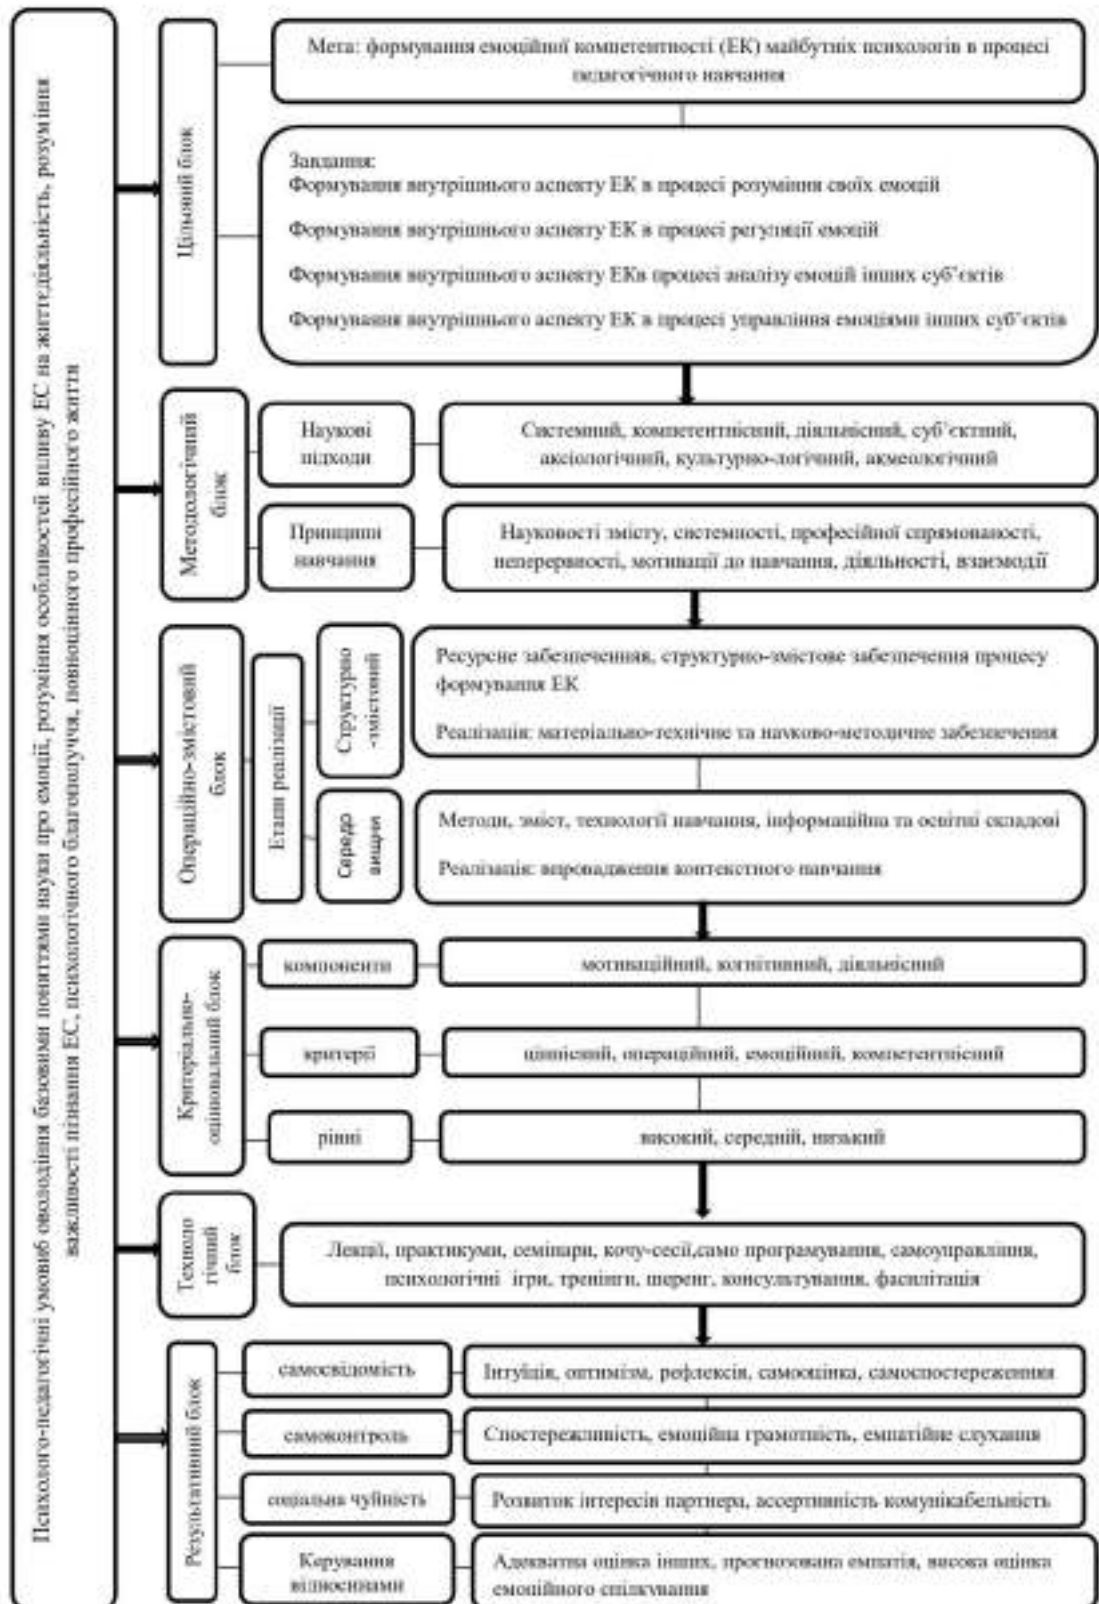 Психолого-педагогічні умовиб оволодіння базовими поняттями науки про емоції, розуміння особливостей впливу ЕС на життєдіяльність, розуміння
важливості пізнання ЕС, психологічного благополуччя, повноцінного професійного життя
Цільовий блок
Мета: формування емоційної компетентності (ЕК) майбутніх психологів в процесі
педагогічного навчання
Завдання:
Формування внутрішнього аспекту ЕК в процесі розуміння своїх емоцій
Формування внутрішнього аспекту ЕК в процесі регуляції емоцій
Формування внутрішнього аспекту ЕКв процесі аналізу емоцій інших суб’єктів
Формування внутрішнього аспекту ЕК в процесі управління емоціями інших суб’єктів
Методологічний
блок
Наукові
підходи
Системний, компетентнісний, діяльнісний, суб’єктний,
аксіологічний, культурно-логічний, акмеологічний
Принципи
навчання
Науковості змісту, системності, професійної спрямованості,
неперервності, мотивації до навчання, діяльності, взаємодії
Операційно-змістовий
блок
Етапи реалізації
Структурно
-змістовий
Ресурсне забезпечення, структурно-змістове забезпечення процесу
формування ЕК
Реалізація: матеріально-технічне та науково-методичне забезпечення
Середо
вищни
Методи, зміст, технології навчання, інформаційна та освітні складові
Реалізація: впровадження контекстного навчання
Критеріально-
оцінювальний блок
компоненти
мотиваційний, когнітивний, діяльнісний
критерії
ціннісний, операційний, емоційний, компетентнісний
рівні
високий, середній, низький
Техноло
гічний
блок
Лекції, практикуми, семінари, кочу-сесії,само програмування, самоуправління,
психологічні ігри, тренінги, шеренг, консультування, фасилітація
Результативний блок
самосвідомість
Інтуїція, оптимізм, рефлексія, самооцінка, самоспостереження
самоконтроль
Спостережливість, емоційна грамотність, емпатійне слухання
соціальна чуйність
Розвиток інтересів партнера, ассертивність комунікабельність
Керування
відносинами
Адекватна оцінка інших, прогнозована емпатія, висока оцінка
емоційного спілкування